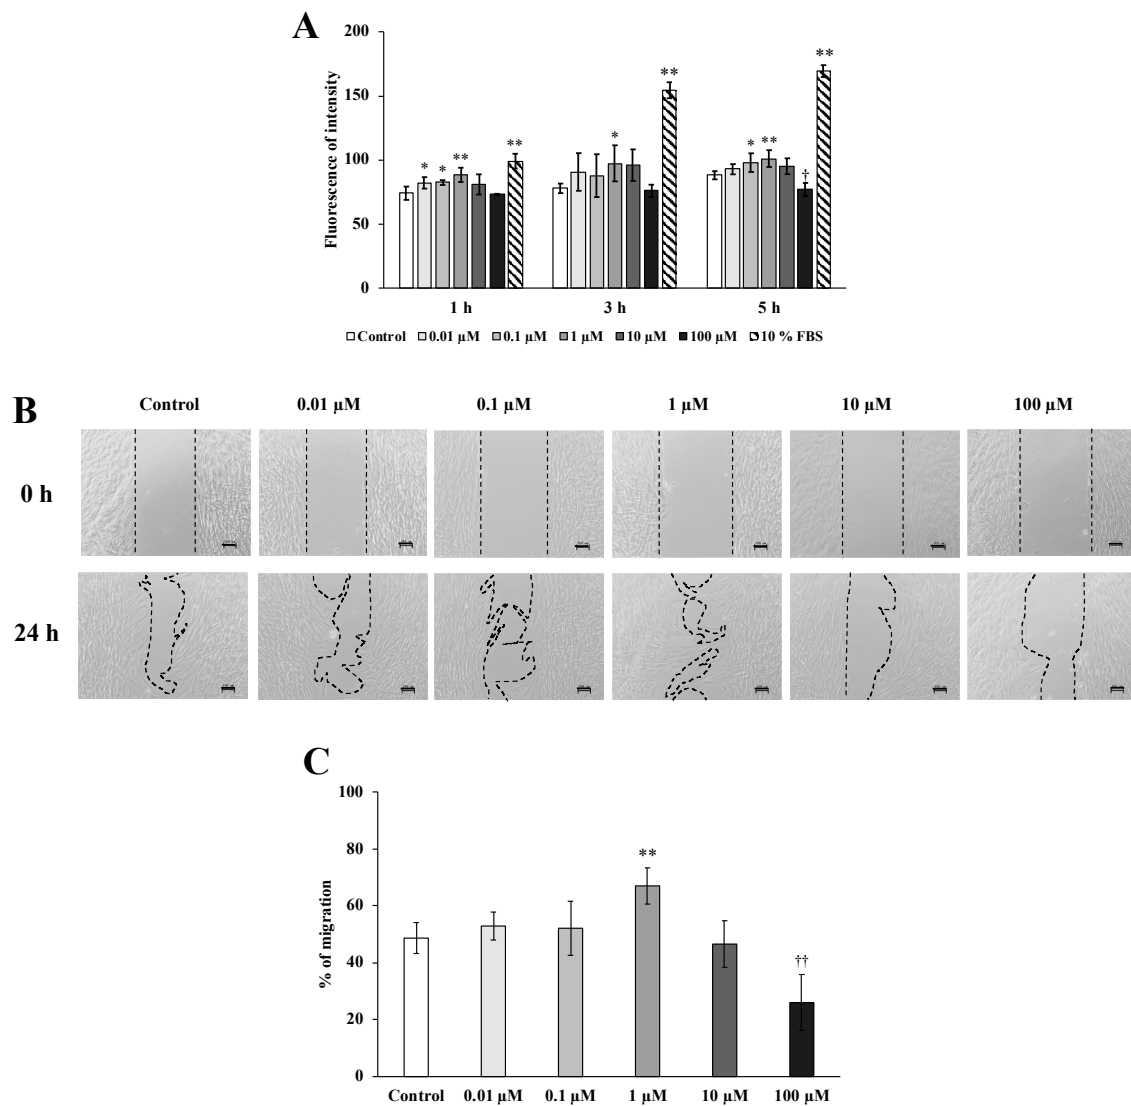 A
Fluorescence of intensity
200
150
100
50
0
* * ** **
* **
* ** † **
1 h 3 h 5 h
Control 0.01 µM 0.1 µM 1 µM 10 µM 100 µM 10 % FBS
B
Control 0.01 µM 0.1 µM 1 µM 10 µM 100 µM
0 h
24 h
C
% of migration
100
80
60
40
20
0
**
††
Control 0.01 µM 0.1 µM 1 µM 10 µM 100 µM